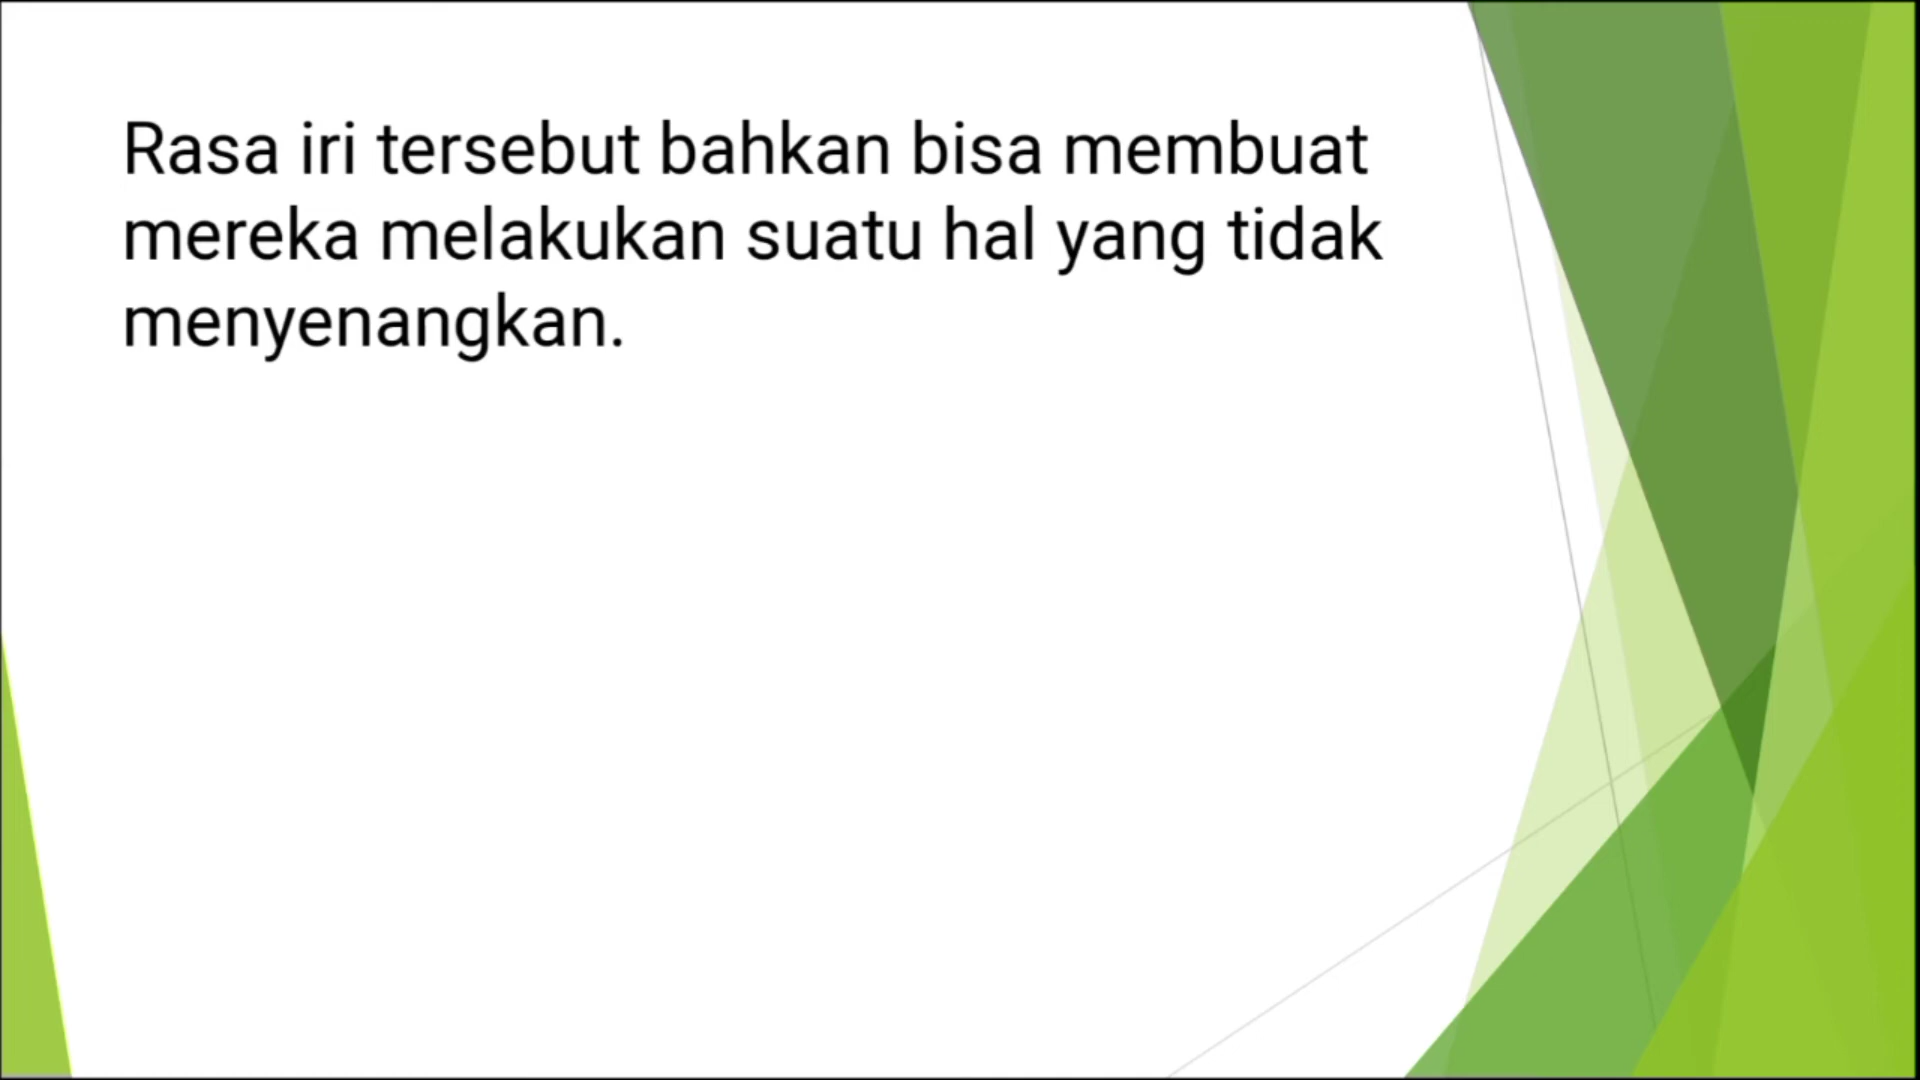 Rasa iri tersebut bahkan bisa membuat
mereka melakukan suatu hal yang tidak
menyenangkan.